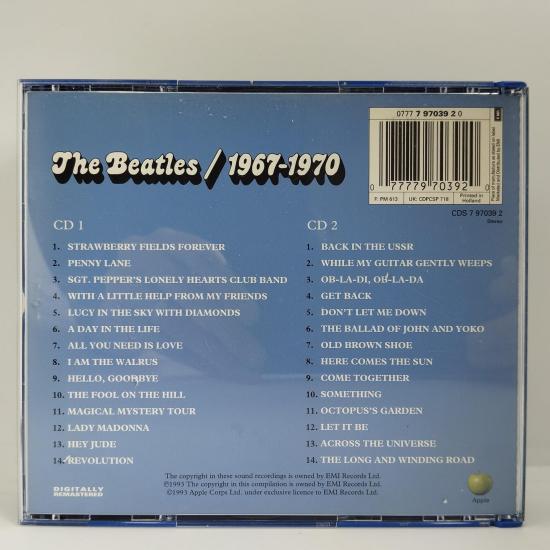 0777 7 97039 2 0
0 77779 70392 0
F: PM 613
UK: CDPCSP 718
Printed in
Holland
CDS 7 97039 2
Stereo
The Beatles / 1967-1970
CD 1
1. STRAWBERRY FIELDS FOREVER
2. PENNY LANE
3. SGT. PEPPER'S LONELY HEARTS CLUB BAND
4. WITH A LITTLE HELP FROM MY FRIENDS
5. LUCY IN THE SKY WITH DIAMONDS
6. A DAY IN THE LIFE
7. ALL YOU NEED IS LOVE
8. I AM THE WALRUS
9. HELLO, GOODBYE
10. THE FOOL ON THE HILL
11. MAGICAL MYSTERY TOUR
12. LADY MADONNA
13. HEY JUDE
14. REVOLUTION
CD 2
1. BACK IN THE USSR
2. WHILE MY GUITAR GENTLY WEEPS
3. OB-LA-DI, OB-LA-DA
4. GET BACK
5. DON'T LET ME DOWN
6. THE BALLAD OF JOHN AND YOKO
7. OLD BROWN SHOE
8. HERE COMES THE SUN
9. COME TOGETHER
10. SOMETHING
11. OCTOPUS'S GARDEN
12. LET IT BE
13. ACROSS THE UNIVERSE
14. THE LONG AND WINDING ROAD
The copyright in these sound recordings is owned by EMI Records Ltd.
℗1993 The copyright in this compilation is owned by EMI Records Ltd.
©1993 Apple Corps Ltd. under exclusive licence to EMI Records Ltd.
DIGITALLY
REMASTERED
Apple